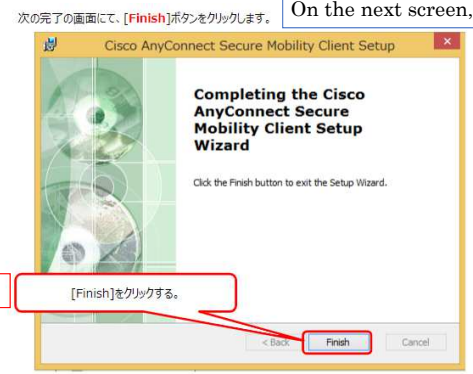 次の完了の画面にて、[Finish]ボタンをクリックします。
On the next screen,
Cisco AnyConnect Secure Mobility Client Setup
Completing the Cisco
AnyConnect Secure
Mobility Client Setup
Wizard
Click the Finish button to exit the Setup Wizard.
[Finish]をクリックする。
< Back
Finish
Cancel